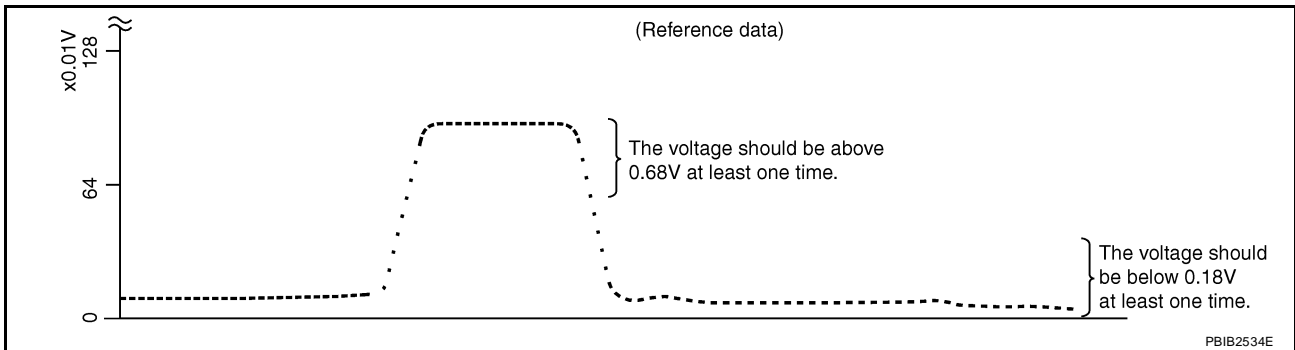 (Reference data)
x0.01V
128
64
0
The voltage should be above
0.68V at least one time.
The voltage should
be below 0.18V
at least one time.
PBIB2534E